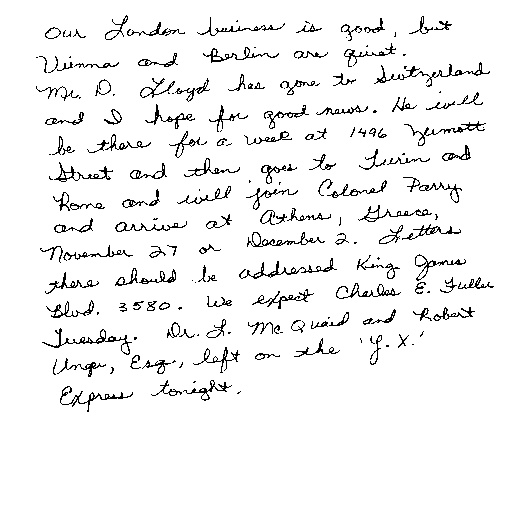 Our London business is good, but
Vienna and Berlin are quiet.
Mr. D. Lloyd has gone to Switzerland
and I hope for good news. He will
be there for a week at 1496 Zermott
Street and then goes to Turin and
Rome and will join Colonel Parry
and arrive at Athens, Greece,
November 27 or December 2. Letters
there should be addressed King James
Blvd. 3580. We expect Charles E. Fuller
Tuesday. Dr. L. McQuaid and Robert
Unger, Esq., left on the 'Y.X.'
Express tonight.